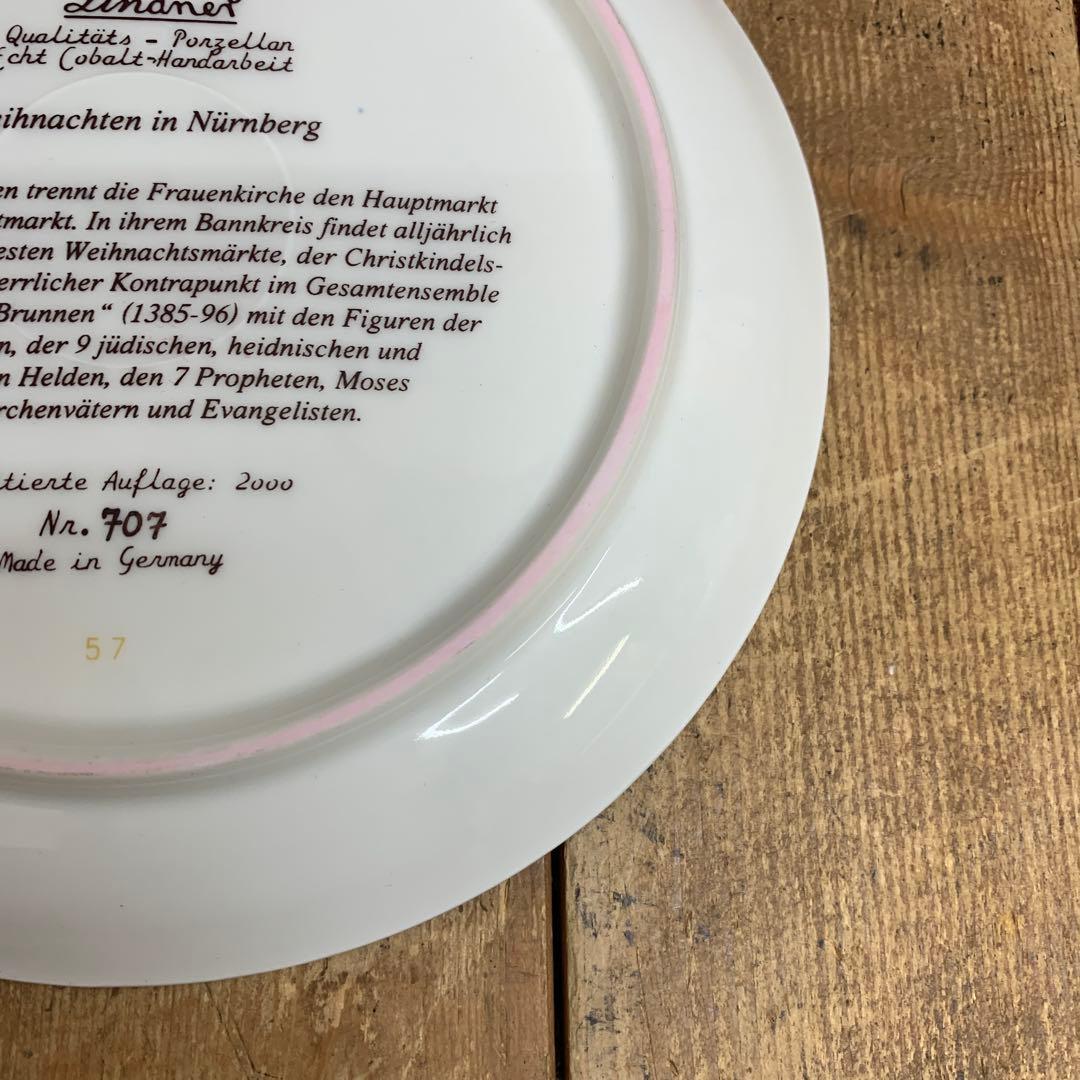 Lindner
Qualitäts - Porzellan
Echt Cobalt-Handarbeit
ihnachten in Nürnberg
en trennt die Frauenkirche den Hauptmarkt
tmarkt. In ihrem Bannkreis findet alljährlich
esten Weihnachtsmärkte, der Christkindels-
errlicher Kontrapunkt im Gesamtensemble
Brunnen“ (1385-96) mit den Figuren der
n, der 9 jüdischen, heidnischen und
n Helden, den 7 Propheten, Moses
rchenvätern und Evangelisten.
tierte Auflage: 2000
Nr. 707
Made in Germany
57